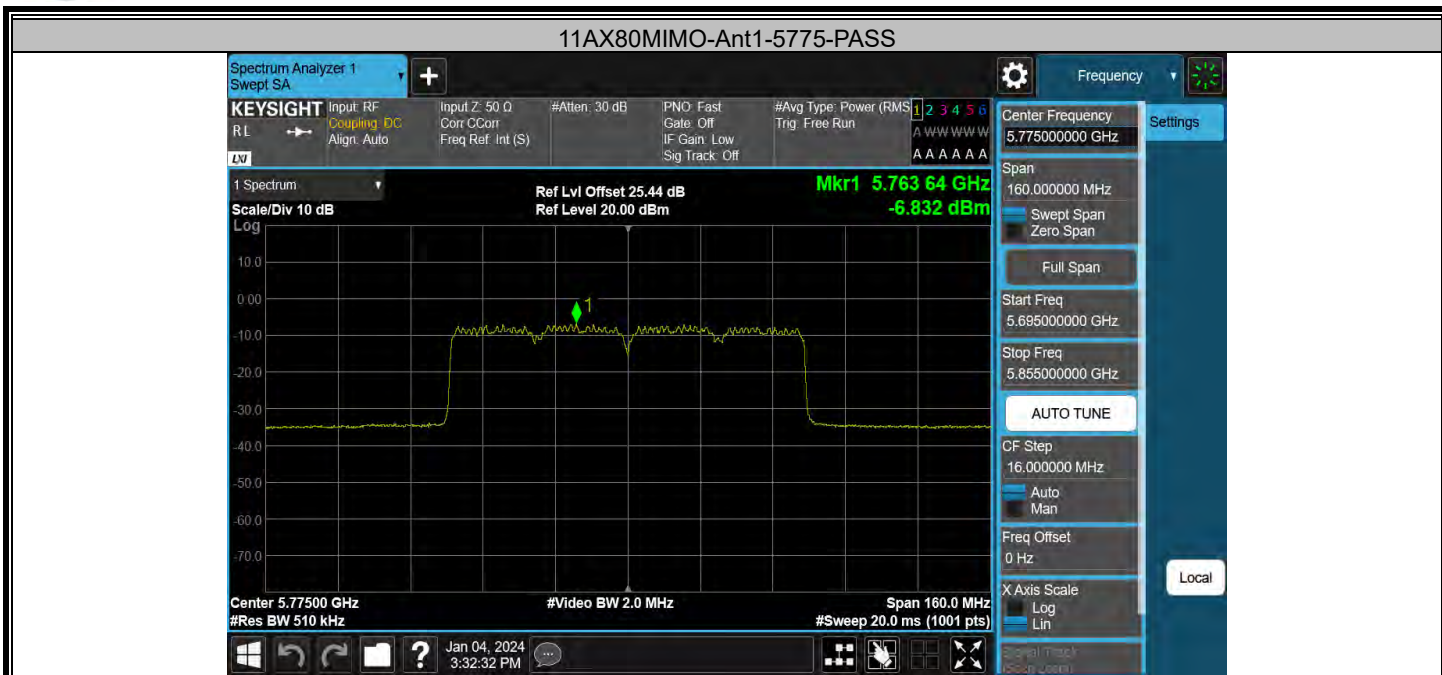 11AX80MIMO-Ant1-5775-PASS
Spectrum Analyzer 1
Swept SA
Frequency
KEYSIGHT
R L
LXI
Input: RF
Coupling: DC
Align: Auto
Input Z: 50 Ω
Corr CCorr
Freq Ref: Int (S)
#Atten: 30 dB
PNO: Fast
Gate: Off
IF Gain: Low
Sig Track: Off
#Avg Type: Power (RMS
Trig: Free Run
1 2 3 4 5 6
A W W W W W
A A A A A A
1 Spectrum
Scale/Div 10 dB
Log
Ref Lvl Offset 25.44 dB
Ref Level 20.00 dBm
Mkr1 5.763 64 GHz
-6.832 dBm
10.0
0.00
-10.0
-20.0
-30.0
-40.0
-50.0
-60.0
-70.0
1
Center 5.77500 GHz
#Res BW 510 kHz
#Video BW 2.0 MHz
Span 160.0 MHz
#Sweep 20.0 ms (1001 pts)
Center Frequency
5.775000000 GHz
Settings
Span
160.000000 MHz
Swept Span
Zero Span
Full Span
Start Freq
5.695000000 GHz
Stop Freq
5.855000000 GHz
AUTO TUNE
CF Step
16.000000 MHz
Auto
Man
Freq Offset
0 Hz
X Axis Scale
Log
Lin
Signal Track
Local
?
Jan 04, 2024
3:32:32 PM